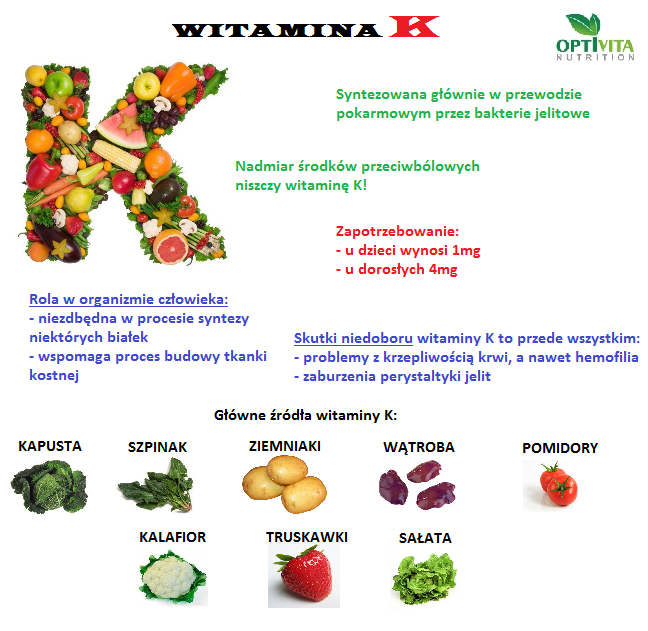 WITAMINA K
OPTIVITA
NUTRITION
Syntezowana głównie w przewodzie
pokarmowym przez bakterie jelitowe
Nadmiar środków przeciwbólowych
niszczy witaminę K!
Zapotrzebowanie:
- u dzieci wynosi 1mg
- u dorosłych 4mg
Rola w organizmie człowieka:
- niezbędna w procesie syntezy
niektórych białek
- wspomaga proces budowy tkanki
kostnej
Skutki niedoboru witaminy K to przede wszystkim:
- problemy z krzepliwością krwi, a nawet hemofilia
- zaburzenia perystaltyki jelit
Główne źródła witaminy K:
KAPUSTA
SZPINAK
ZIEMNIAKI
WĄTROBA
POMIDORY
KALAFIOR
TRUSKAWKI
SAŁATA